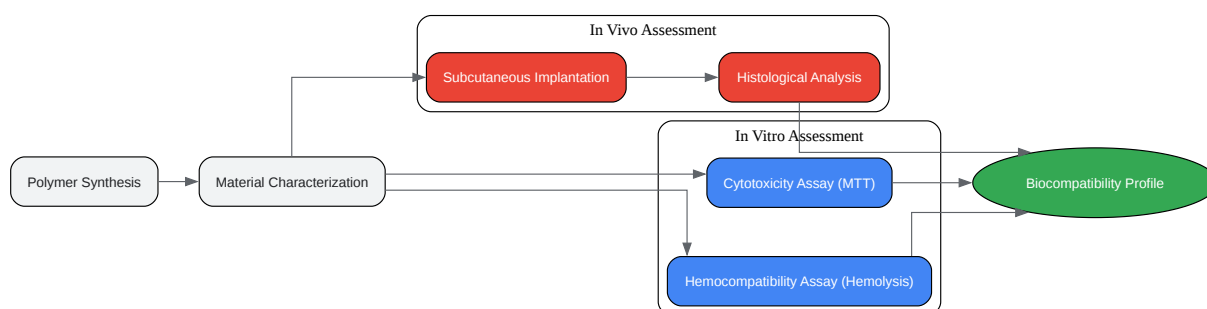 In Vivo Assessment
Subcutaneous Implantation
Histological Analysis
In Vitro Assessment
Polymer Synthesis
Material Characterization
Cytotoxicity Assay (MTT)
Biocompatibility Profile
Hemocompatibility Assay (Hemolysis)